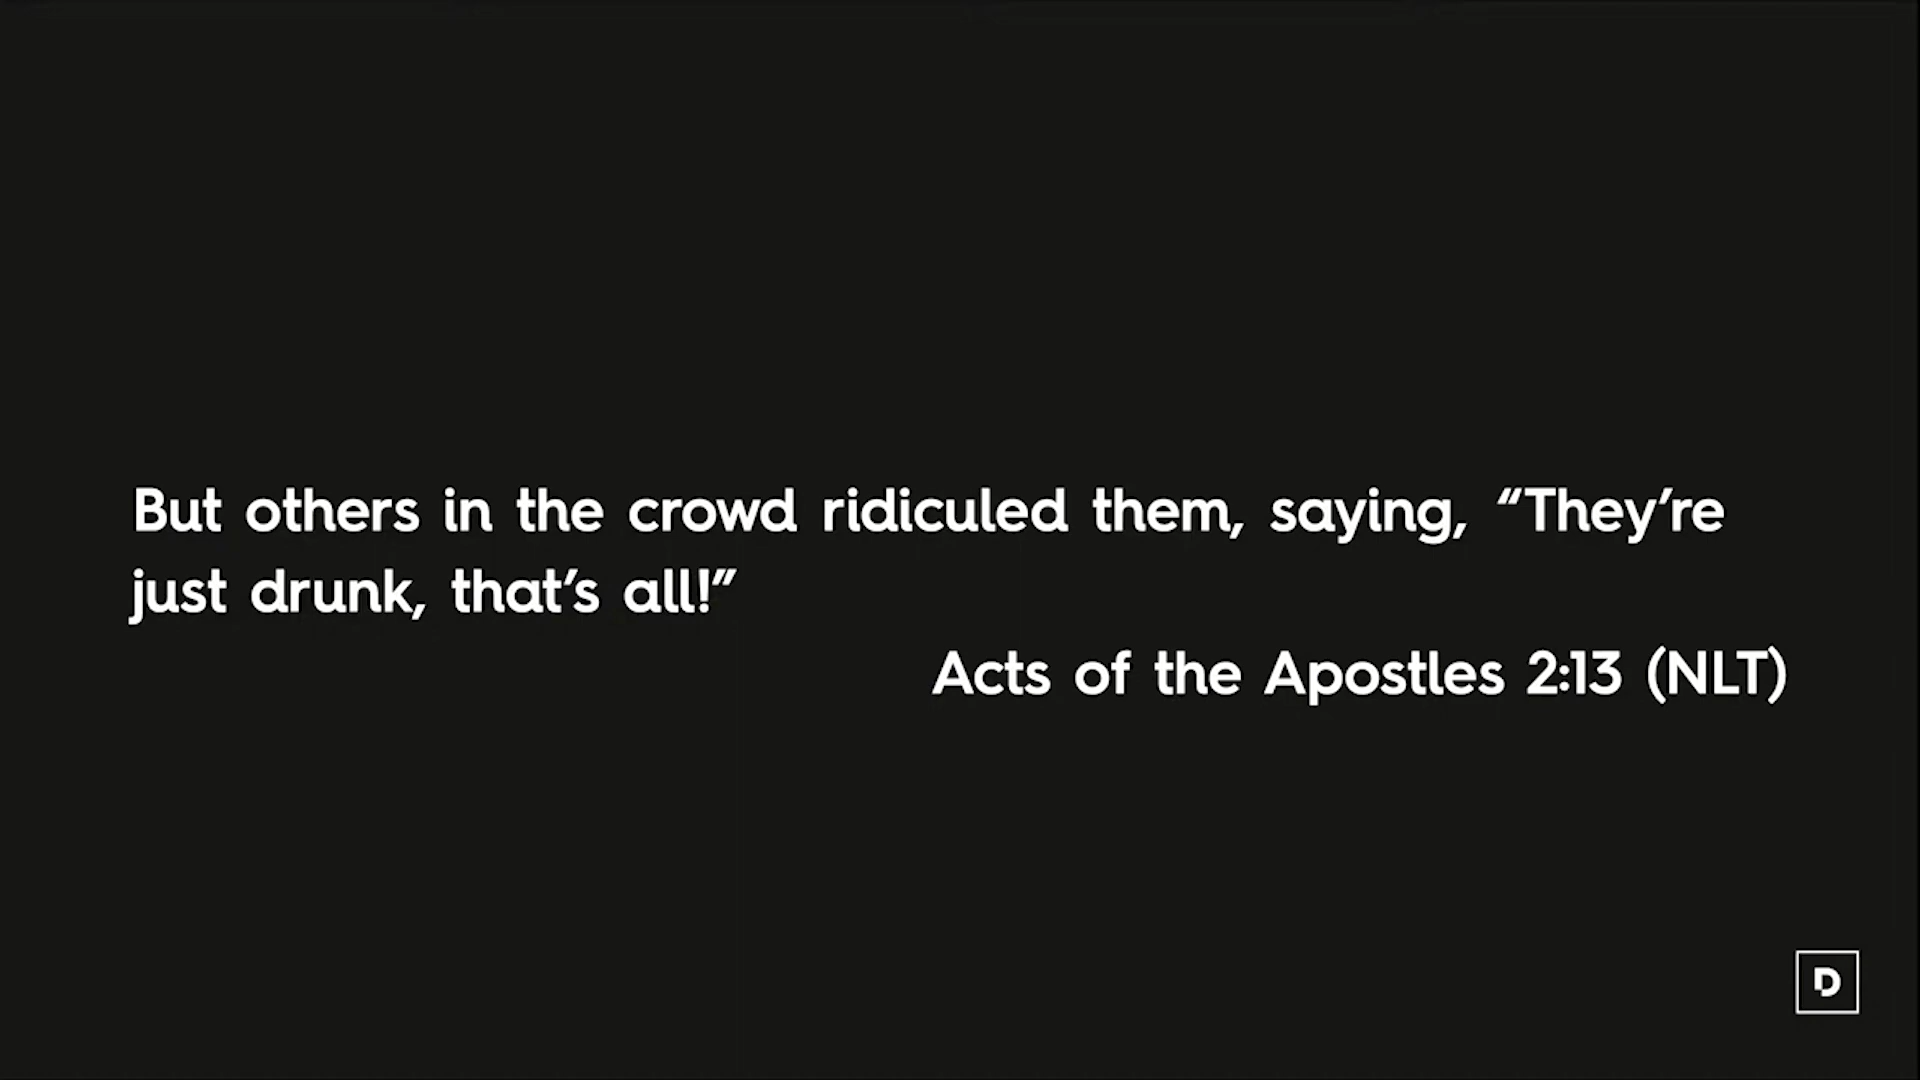 But others in the crowd ridiculed them, saying, “They’re
just drunk, that’s all!”
Acts of the Apostles 2:13 (NLT)
D